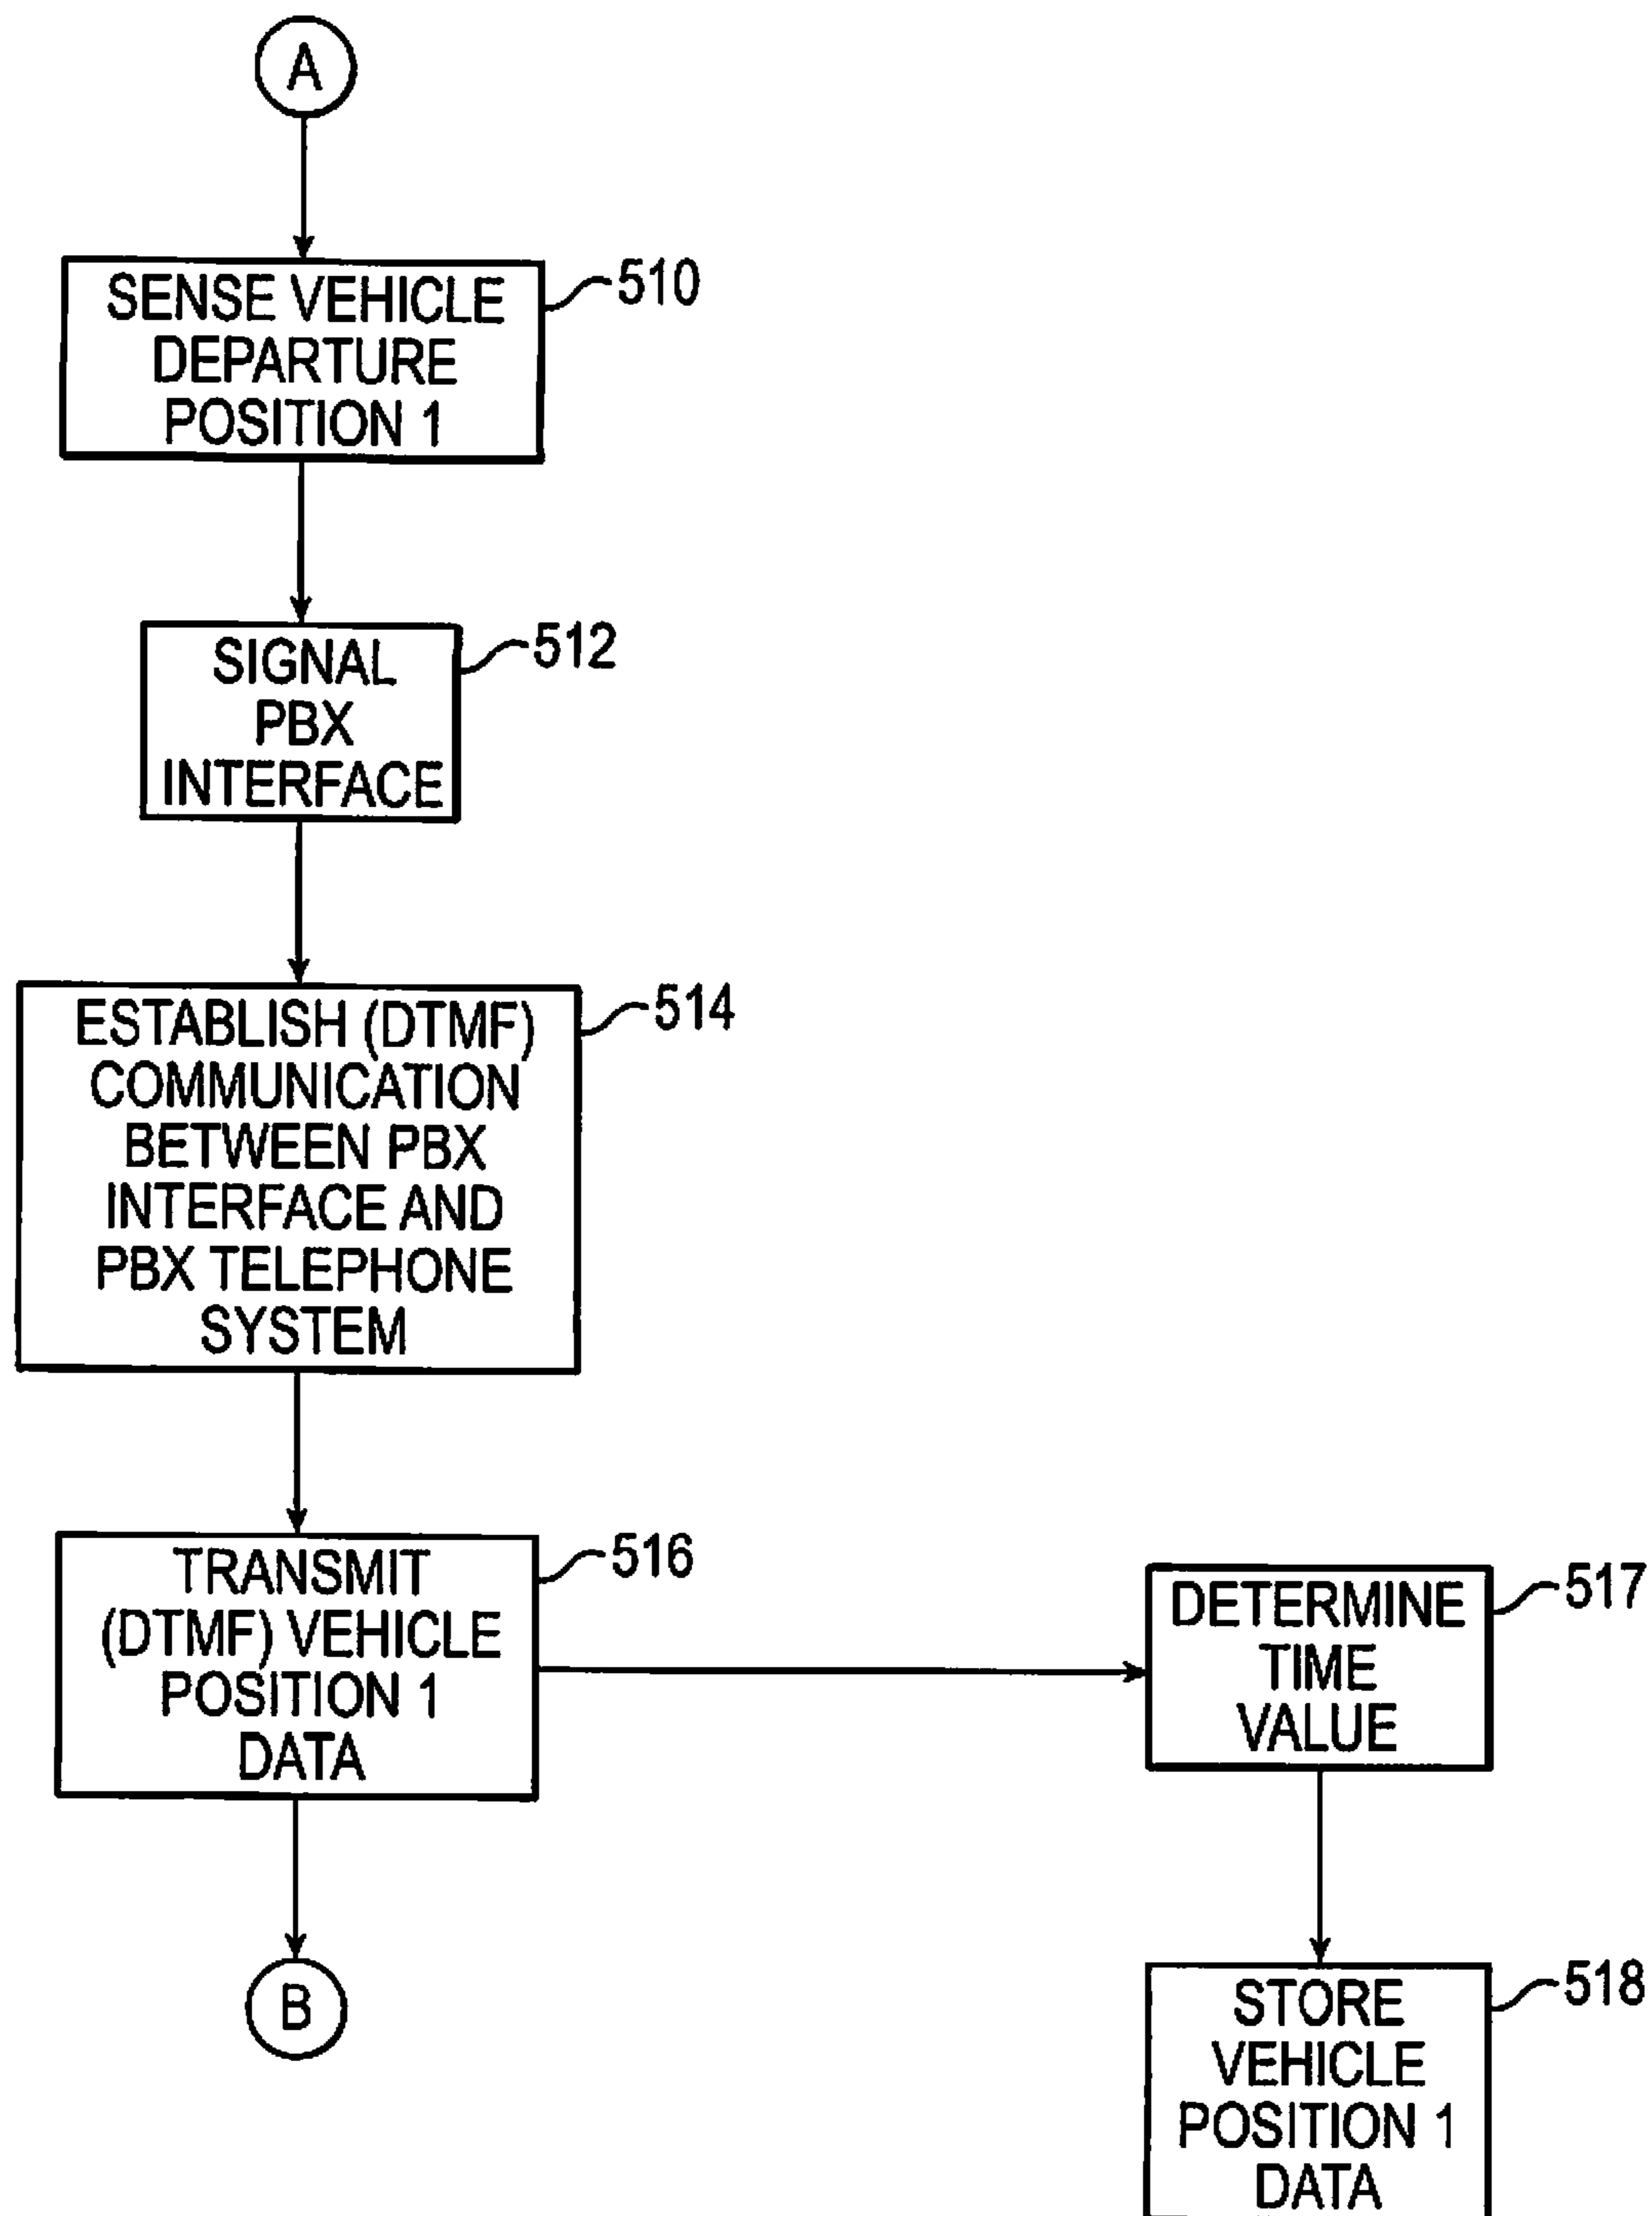 A
SENSE VEHICLE
DEPARTURE
POSITION 1
510
SIGNAL
PBX
INTERFACE
512
ESTABLISH (DTMF)
COMMUNICATION
BETWEEN PBX
INTERFACE AND
PBX TELEPHONE
SYSTEM
514
TRANSMIT
(DTMF) VEHICLE
POSITION 1
DATA
516
DETERMINE
TIME
VALUE
517
B
STORE
VEHICLE
POSITION 1
DATA
518